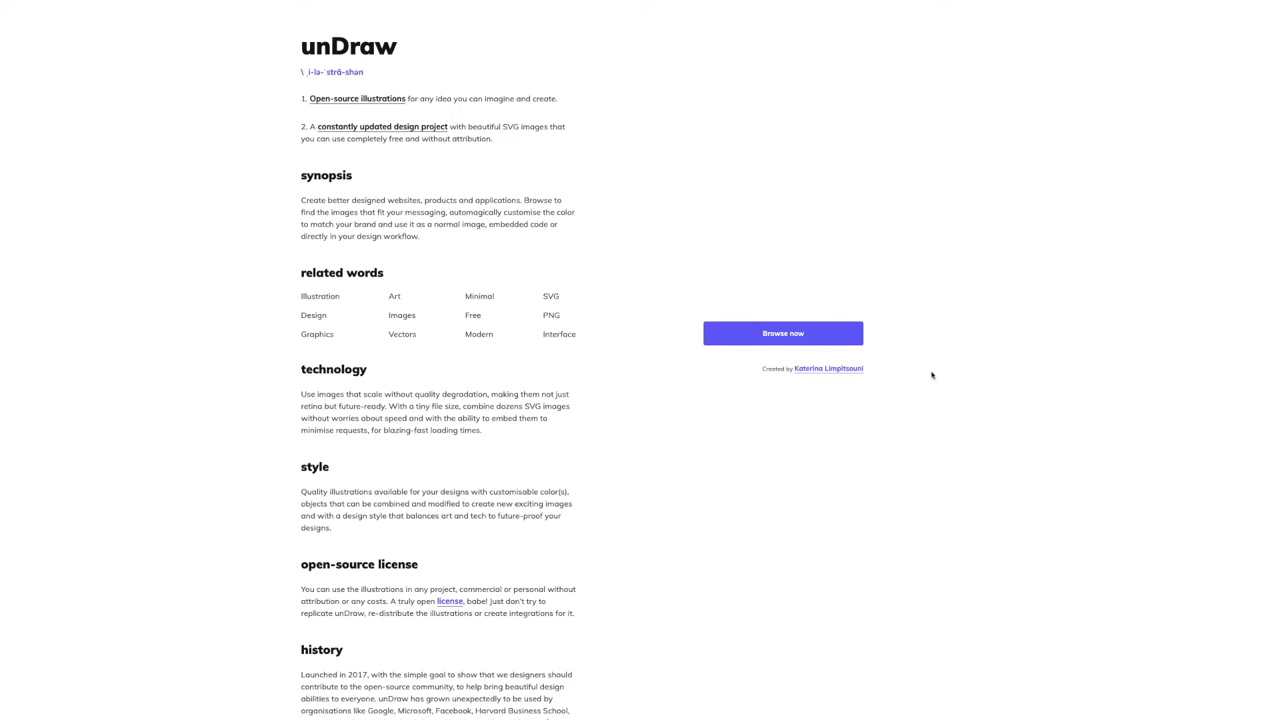 unDraw
\ ˌi-lə-ˈstrā-shən
1. Open-source illustrations for any idea you can imagine and create.
2. A constantly updated design project with beautiful SVG images that
you can use completely free and without attribution.
synopsis
Create better designed websites, products and applications. Browse to
find the images that fit your messaging, automagically customise the color
to match your brand and use it as a normal image, embedded code or
directly in your design workflow.
related words
Illustration Art Minimal SVG
Design Images Free PNG
Graphics Vectors Modern Interface
technology
Use images that scale without quality degradation, making them not just
retina but future-ready. With a tiny file size, combine dozens SVG images
without worries about speed and with the ability to embed them to
minimise requests, for blazing-fast loading times.
style
Quality illustrations available for your designs with customisable color(s),
objects that can be combined and modified to create new exciting images
and with a design style that balances art and tech to future-proof your
designs.
open-source license
You can use the illustrations in any project, commercial or personal without
attribution or any costs. A truly open license, babe! Just don't try to
replicate unDraw, re-distribute the illustrations or create integrations for it.
history
Launched in 2017, with the simple goal to show that we designers should
contribute to the open-source community, to help bring beautiful design
abilities to everyone. unDraw has grown unexpectedly to be used by
organisations like Google, Microsoft, Facebook, Harvard Business School,
Browse now
Created by Katerina Limpitsouni